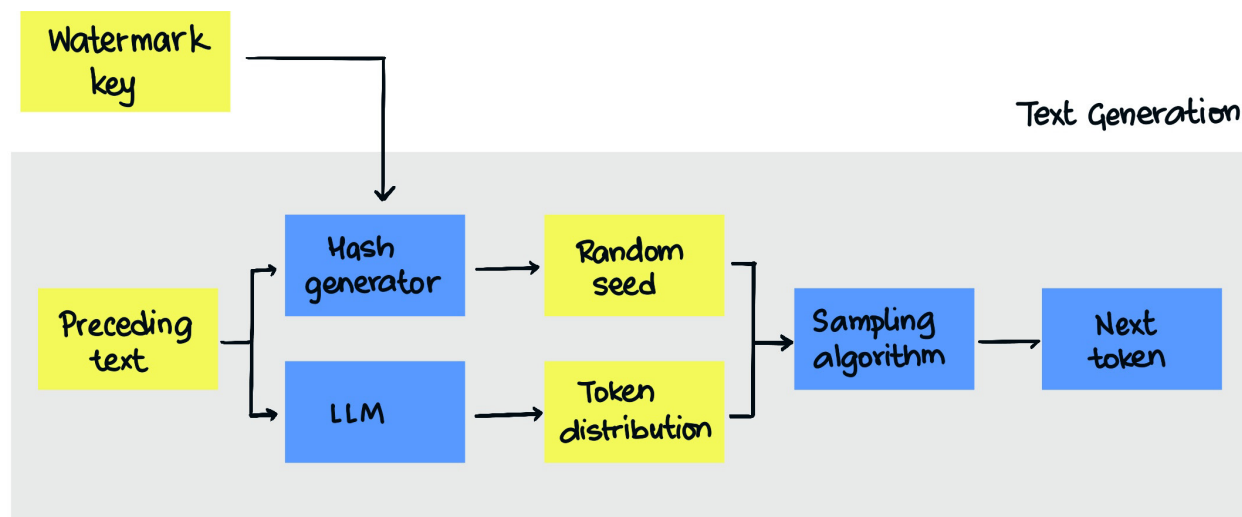 Watermark
key
Text Generation
Hash
generator
Random
seed
Preceding
text
Sampling
algorithm
Next
token
LLM
Token
distribution